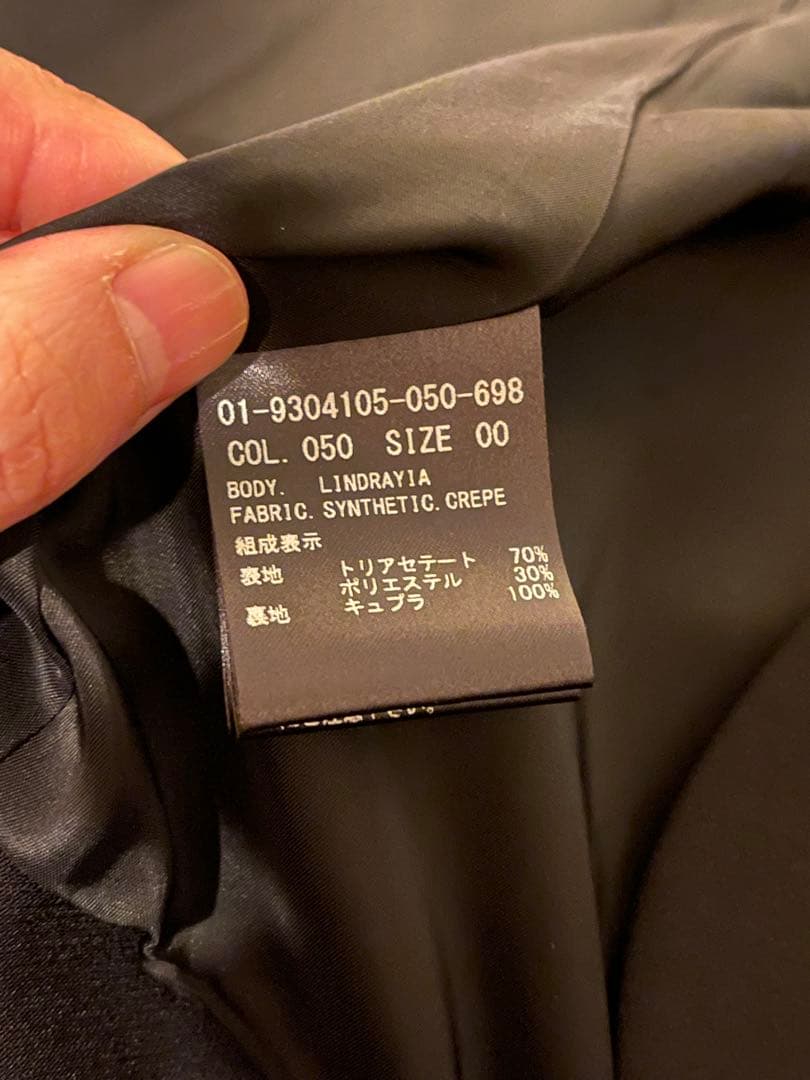 01-9304105-050-698
COL. 050 SIZE 00
BODY. LINDRAYIA
FABRIC. SYNTHETIC. CREPE
組成表示
表地 トリアセテート 70%
ポリエステル 30%
裏地 キュプラ 100%